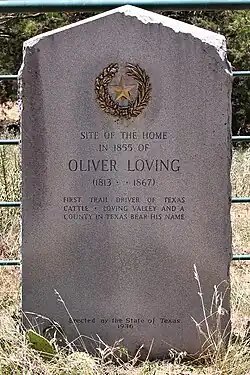 SITE OF THE HOME
IN 1855 OF
OLIVER LOVING
(1813 - - 1867)
FIRST TRAIL DRIVER OF TEXAS
CATTLE • LOVING VALLEY AND A
COUNTY IN TEXAS BEAR HIS NAME
Erected by the State of Texas
1936